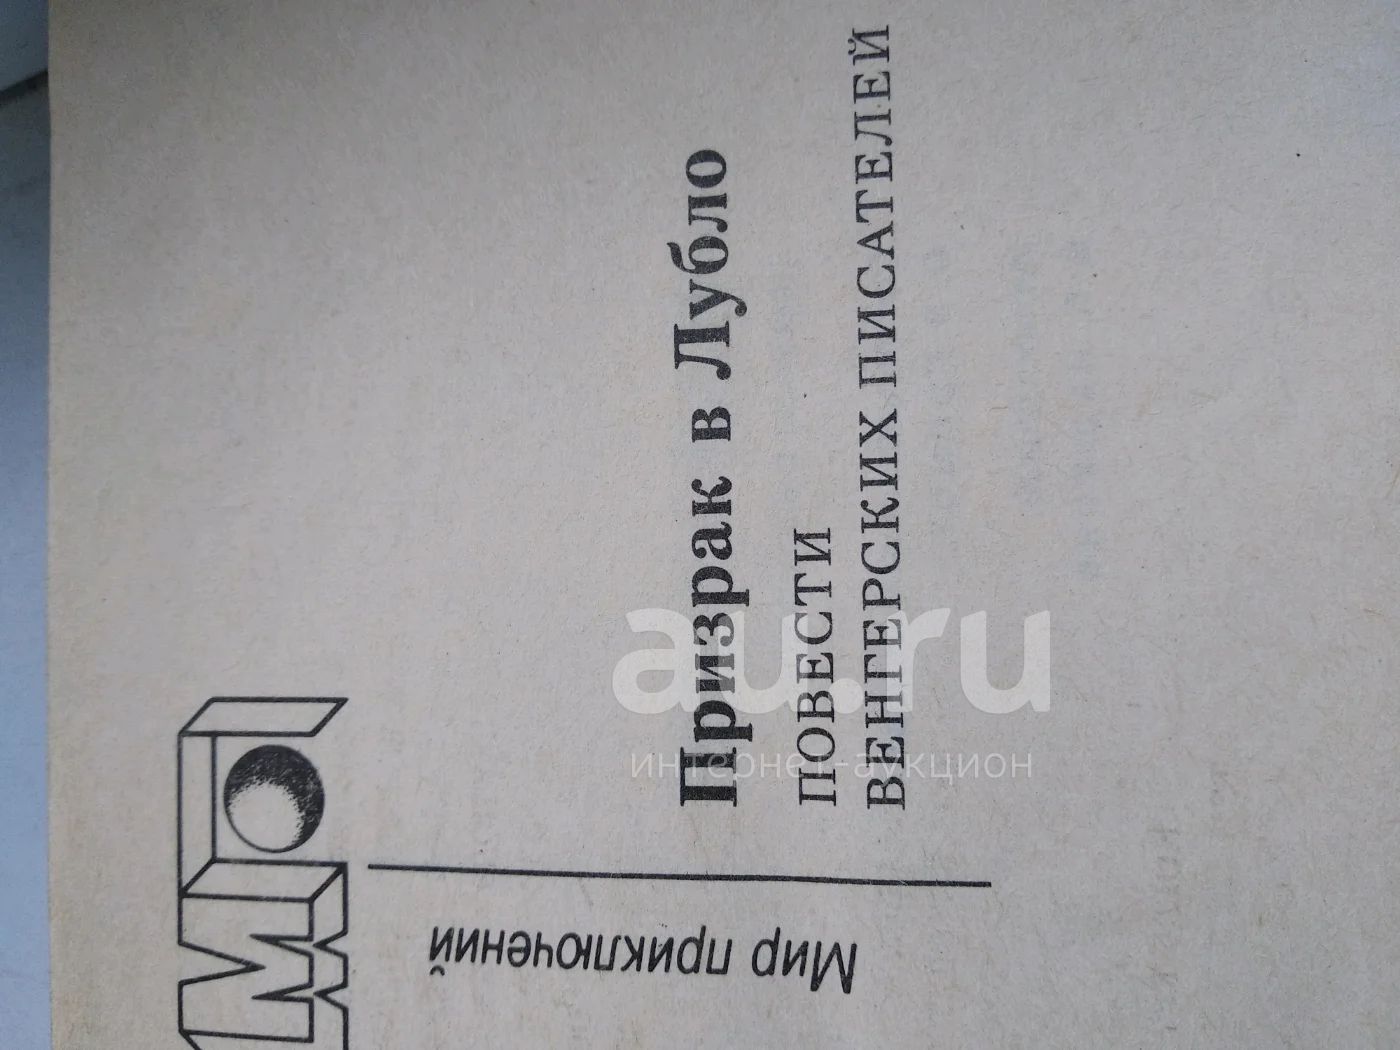 Мир приключений
Призрак в Лубло
ПОВЕСТИ
ВЕНГЕРСКИХ ПИСАТЕЛЕЙ
au.ru
интернет-аукцион